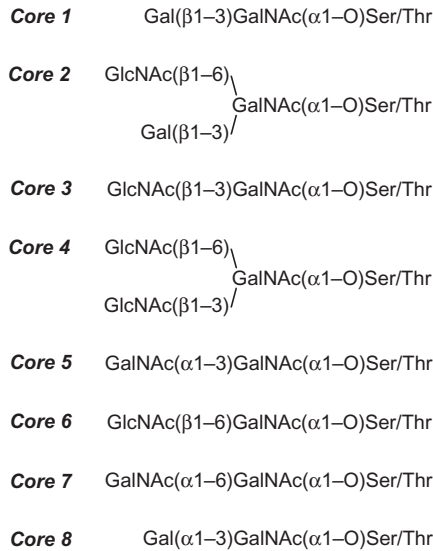 Core 1 Gal(β1–3)GalNAc(α1–O)Ser/Thr
Core 2 GlcNAc(β1–6)
GalNAc(α1–O)Ser/Thr
Gal(β1–3)
Core 3 GlcNAc(β1–3)GalNAc(α1–O)Ser/Thr
Core 4 GlcNAc(β1–6)
GalNAc(α1–O)Ser/Thr
GlcNAc(β1–3)
Core 5 GalNAc(α1–3)GalNAc(α1–O)Ser/Thr
Core 6 GlcNAc(β1–6)GalNAc(α1–O)Ser/Thr
Core 7 GalNAc(α1–6)GalNAc(α1–O)Ser/Thr
Core 8 Gal(α1–3)GalNAc(α1–O)Ser/Thr